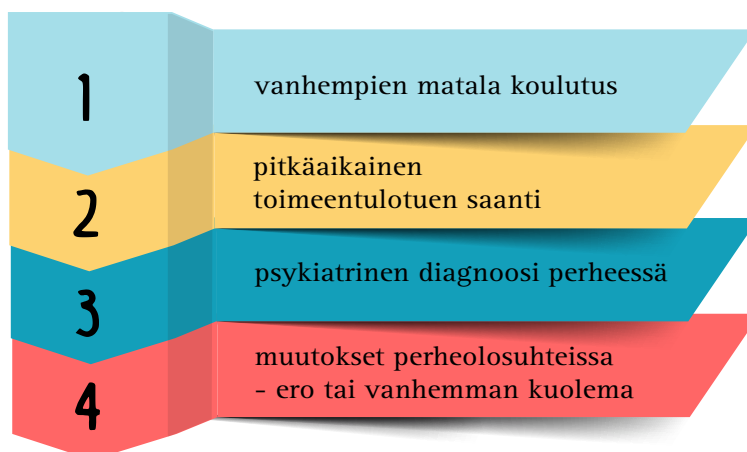 1
vanhempien matala koulutus
2
pitkäaikainen
toimeentulotuen saanti
3
psykiatrinen diagnoosi perheessä
4
muutokset perheolosuhteissa
- ero tai vanhemman kuolema